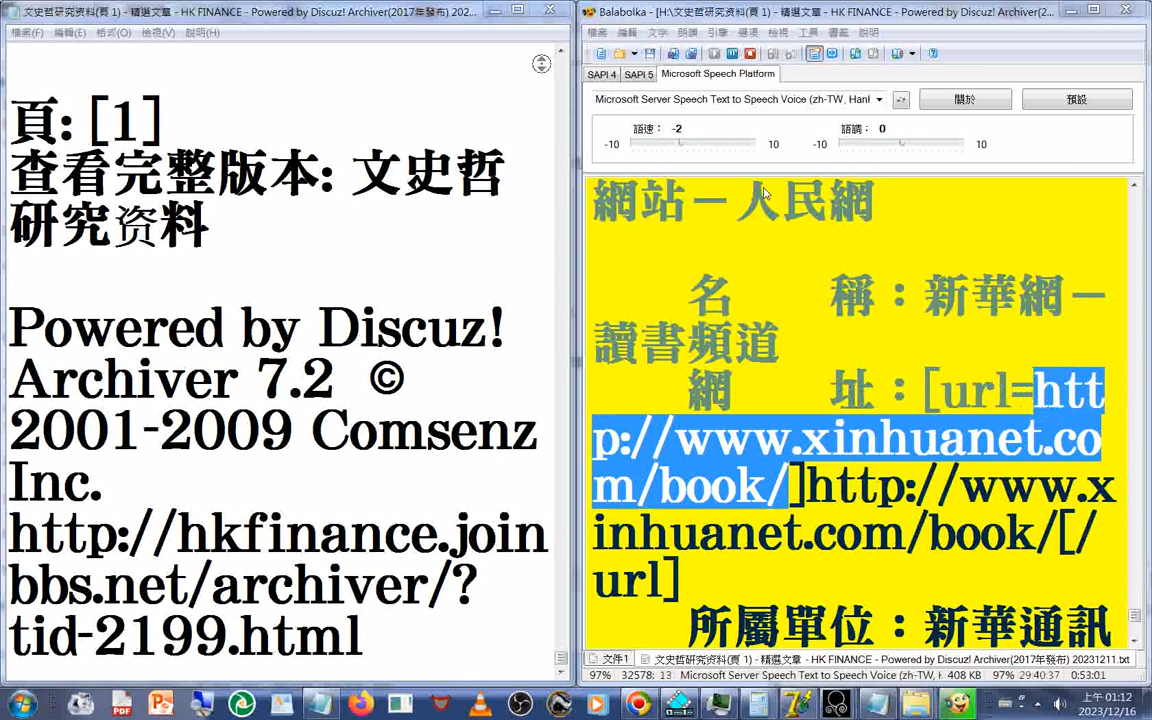 文史哲研究资料(頁 1) - 精選文章 - HK FINANCE - Powered by Discuz! Archiver(2017年發布) 202...
檔案(F) 編輯(E) 格式(O) 檢視(V) 說明(H)
頁: [1]
查看完整版本: 文史哲
研究资料
Powered by Discuz!
Archiver 7.2 ©
2001-2009 Comsenz
Inc.
http://hkfinance.join
bbs.net/archiver/?
tid-2199.html
Balabolka - [H:\文史哲研究资料(頁 1) - 精選文章 - HK FINANCE - Powered by Discuz! Archiver(2...
檔案 編輯 文字 朗讀 引擎 選項 檢視 工具 書籤 說明
SAPI 4 SAPI 5 Microsoft Speech Platform
Microsoft Server Speech Text to Speech Voice (zh-TW, Hanl
關於
預設
語速： -2
語調： 0
-10 10 -10 10
網站－人民網
名 稱：新華網－
讀書頻道
網 址：[url=htt
p://www.xinhuanet.co
m/book/]http://www.x
inhuanet.com/book/[/
url]
所屬單位：新華通訊
文件1 文史哲研究资料(頁 1) - 精選文章 - HK FINANCE - Powered by Discuz! Archiver(2017年發布) 20231211.txt
97% 32578: 13 Microsoft Server Speech Text to Speech Voice (zh-TW, Ha 408 KB 97% 29:40:37 0:53:01
上午 01:12
2023/12/16